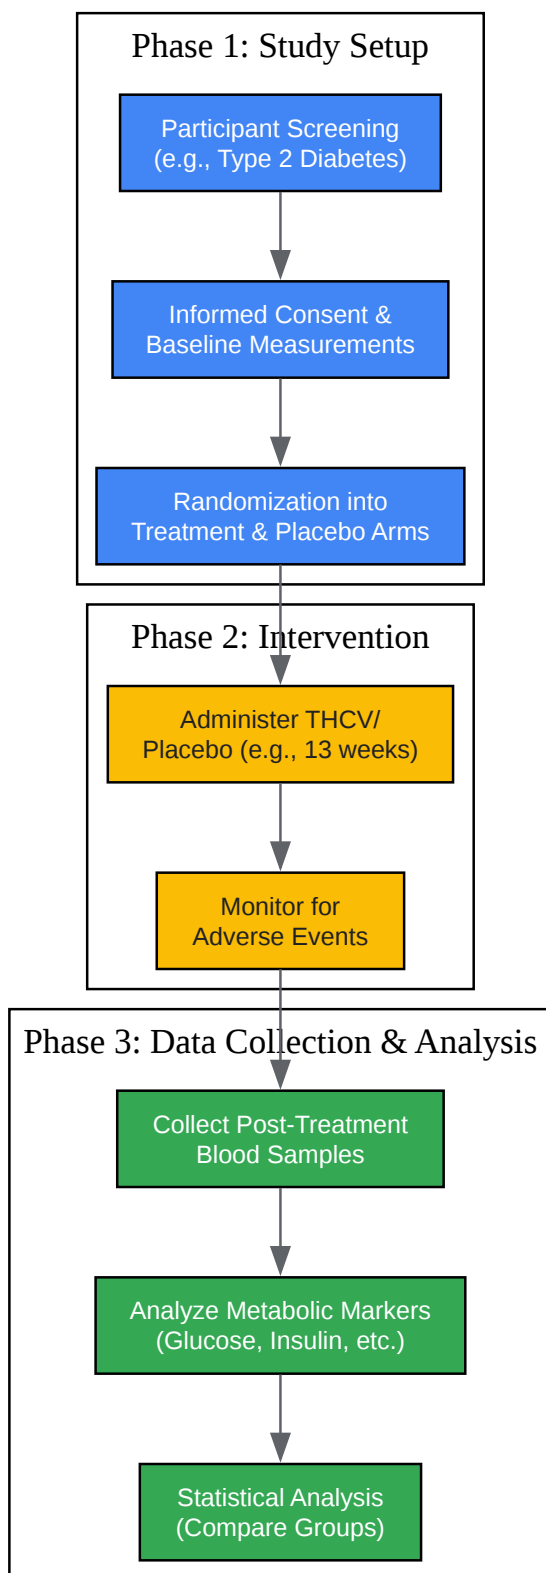 Phase 1: Study Setup
Participant Screening
(e.g., Type 2 Diabetes)
Informed Consent &
Baseline Measurements
Randomization into
Treatment & Placebo Arms
Phase 2: Intervention
Administer THCV/
Placebo (e.g., 13 weeks)
Monitor for
Adverse Events
Phase 3: Data Collection & Analysis
Collect Post-Treatment
Blood Samples
Analyze Metabolic Markers
(Glucose, Insulin, etc.)
Statistical Analysis
(Compare Groups)